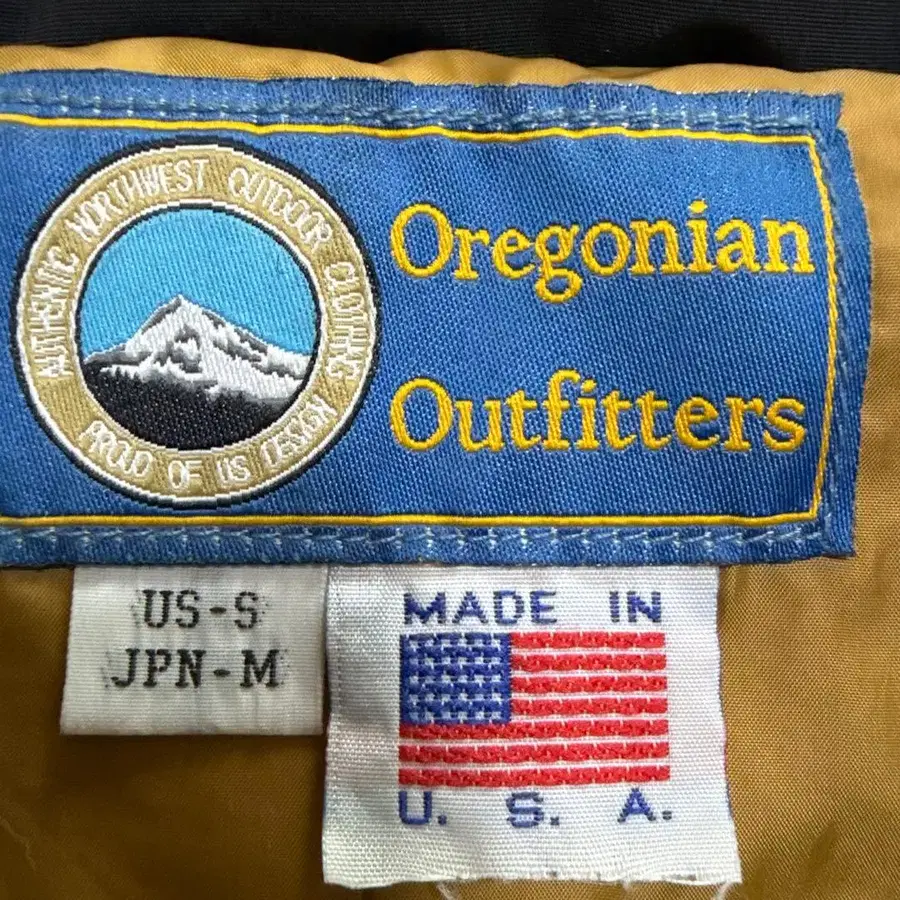 AUTHENTIC NORTHWEST OUTDOOR CLOTHING
PROUD OF US DESIGN
Oregonian
Outfitters
US-S
JPN-M
MADE IN
U. S. A.